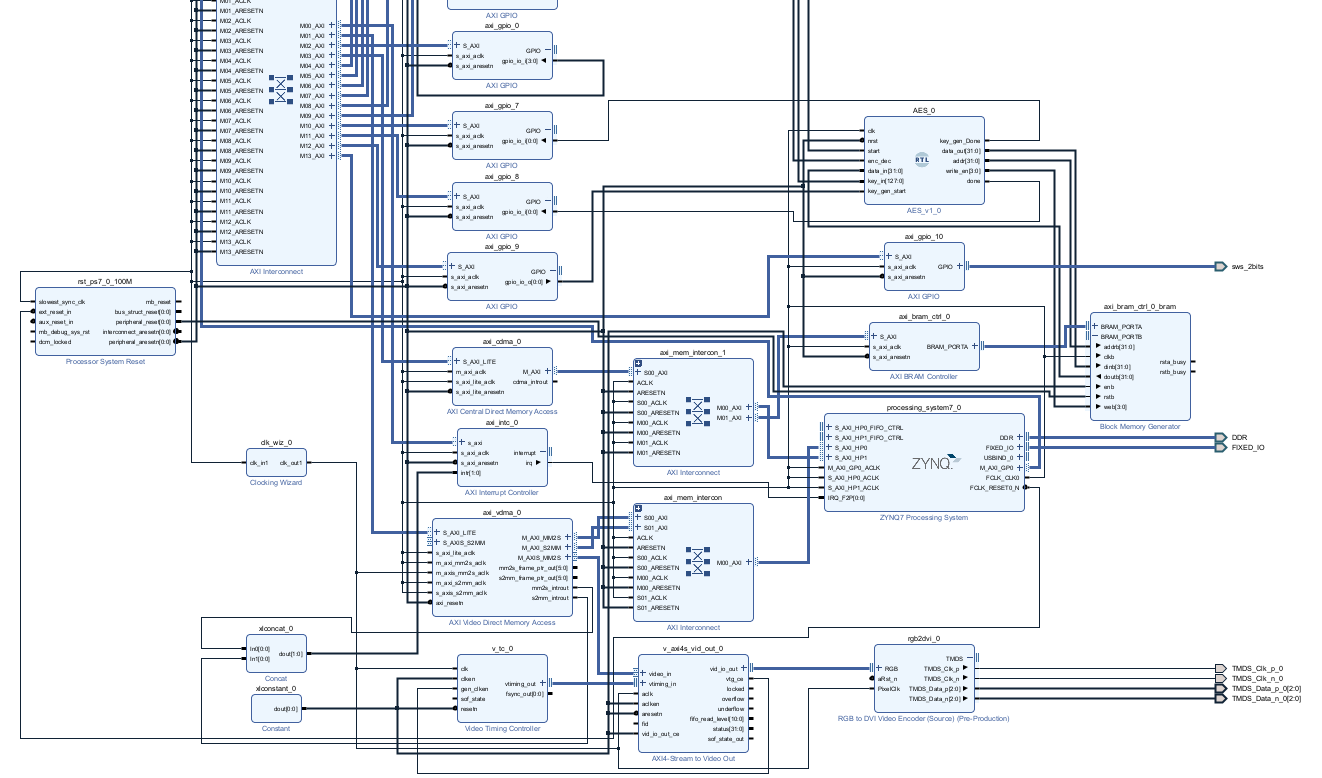 M01_ACLK
M01_ARESETN
M02_ACLK
M02_ARESETN
M03_ACLK
M03_ARESETN
M04_ACLK
M04_ARESETN
M05_ACLK
M05_ARESETN
M06_ACLK
M06_ARESETN
M07_ACLK
M07_ARESETN
M08_ACLK
M08_ARESETN
M09_ACLK
M09_ARESETN
M10_ACLK
M10_ARESETN
M11_ACLK
M11_ARESETN
M12_ACLK
M12_ARESETN
M13_ACLK
M13_ARESETN
M00_AXI
M01_AXI
M02_AXI
M03_AXI
M04_AXI
M05_AXI
M06_AXI
M07_AXI
M08_AXI
M09_AXI
M10_AXI
M11_AXI
M12_AXI
M13_AXI
AXI Interconnect
AXI GPIO
axi_gpio_0
S_AXI
s_axi_aclk
s_axi_aresetn
GPIO
gpio_io_i[3:0]
AXI GPIO
axi_gpio_7
S_AXI
s_axi_aclk
s_axi_aresetn
GPIO
gpio_io_i[0:0]
AXI GPIO
axi_gpio_8
S_AXI
s_axi_aclk
s_axi_aresetn
GPIO
gpio_io_i[0:0]
AXI GPIO
axi_gpio_9
S_AXI
s_axi_aclk
s_axi_aresetn
GPIO
gpio_io_o[0:0]
AXI GPIO
AES_0
clk
nrst
start
enc_dec
data_in[31:0]
key_in[127:0]
key_gen_start
RTL
key_gen_Done
data_out[31:0]
addr[31:0]
write_en[3:0]
done
AES_v1_0
axi_gpio_10
S_AXI
s_axi_aclk
s_axi_aresetn
GPIO
AXI GPIO
sws_2bits
rst_ps7_0_100M
slowest_sync_clk
ext_reset_in
aux_reset_in
mb_debug_sys_rst
dcm_locked
mb_reset
bus_struct_reset[0:0]
peripheral_reset[0:0]
interconnect_aresetn[0:0]
peripheral_aresetn[0:0]
Processor System Reset
axi_bram_ctrl_0
S_AXI
s_axi_aclk
s_axi_aresetn
BRAM_PORTA
AXI BRAM Controller
axi_bram_ctrl_0_bram
BRAM_PORTA
BRAM_PORTB
addrb[31:0]
clkb
dinb[31:0]
doutb[31:0]
enb
rstb
web[3:0]
rsta_busy
rstb_busy
Block Memory Generator
axi_cdma_0
S_AXI_LITE
m_axi_aclk
s_axi_lite_aclk
s_axi_lite_aresetn
M_AXI
cdma_introut
AXI Central Direct Memory Access
axi_mem_intercon_1
S00_AXI
ACLK
ARESETN
S00_ACLK
S00_ARESETN
M00_ACLK
M00_ARESETN
M01_ACLK
M01_ARESETN
M00_AXI
M01_AXI
AXI Interconnect
processing_system7_0
S_AXI_HP0_FIFO_CTRL
S_AXI_HP1_FIFO_CTRL
S_AXI_HP0
S_AXI_HP1
M_AXI_GP0_ACLK
S_AXI_HP0_ACLK
S_AXI_HP1_ACLK
IRQ_F2P[0:0]
ZYNQ
DDR
FIXED_IO
USBIND_0
M_AXI_GP0
FCLK_CLK0
FCLK_RESET0_N
ZYNQ7 Processing System
DDR
FIXED_IO
axi_intc_0
s_axi
s_axi_aclk
s_axi_aresetn
intr[1:0]
interrupt
irq
AXI Interrupt Controller
clk_wiz_0
clk_in1
clk_out1
Clocking Wizard
axi_vdma_0
S_AXI_LITE
S_AXIS_S2MM
s_axi_lite_aclk
m_axi_mm2s_aclk
m_axis_mm2s_aclk
m_axi_s2mm_aclk
s_axis_s2mm_aclk
axi_resetn
M_AXI_MM2S
M_AXI_S2MM
M_AXIS_MM2S
mm2s_frame_ptr_out[5:0]
s2mm_frame_ptr_out[5:0]
mm2s_introut
s2mm_introut
AXI Video Direct Memory Access
axi_mem_intercon
S00_AXI
S01_AXI
ACLK
ARESETN
S00_ACLK
S00_ARESETN
M00_ACLK
M00_ARESETN
S01_ACLK
S01_ARESETN
M00_AXI
AXI Interconnect
xlconcat_0
In0[0:0]
In1[0:0]
dout[1:0]
Concat
xlconstant_0
dout[0:0]
Constant
v_tc_0
clk
clken
gen_clken
sof_state
resetn
vtiming_out
fsync_out[0:0]
Video Timing Controller
v_axi4s_vid_out_0
video_in
vtiming_in
aclk
aclken
aresetn
fid
vid_io_out_ce
vid_io_out
vtg_ce
locked
overflow
underflow
fifo_read_level[10:0]
status[31:0]
sof_state_out
AXI4-Stream to Video Out
rgb2dvi_0
RGB
aRst_n
PixelClk
TMDS
TMDS_Clk_p
TMDS_Clk_n
TMDS_Data_p[2:0]
TMDS_Data_n[2:0]
RGB to DVI Video Encoder (Source) (Pre-Production)
TMDS_Clk_p_0
TMDS_Clk_n_0
TMDS_Data_p_0[2:0]
TMDS_Data_n_0[2:0]